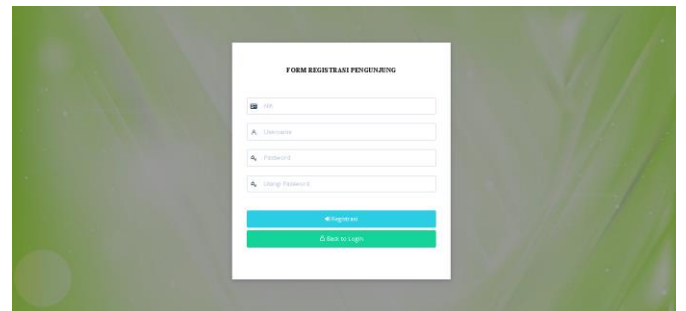 FORM REGISTRASI PENGUNJUNG
NIK
Username
Password
Ulangi Password
Registrasi
Back to Login